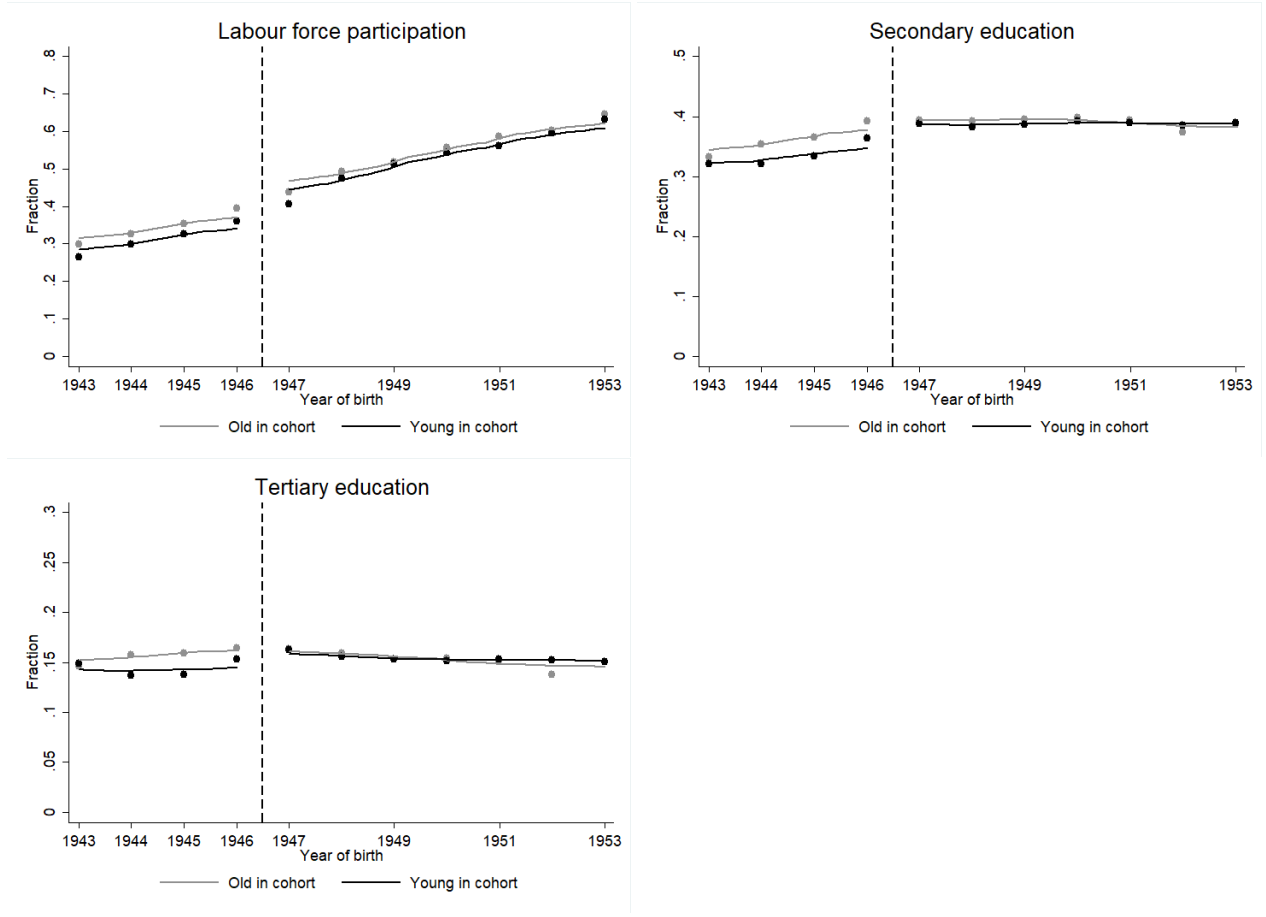 Labour force participation
Fraction
0 .1 .2 .3 .4 .5 .6 .7 .8
1943 1944 1945 1946 1947 1949 1951 1953
Year of birth
Old in cohort Young in cohort
Secondary education
Fraction
0 .1 .2 .3 .4 .5
1943 1944 1945 1946 1947 1949 1951 1953
Year of birth
Old in cohort Young in cohort
Tertiary education
Fraction
0 .05 .1 .15 .2 .25 .3
1943 1944 1945 1946 1947 1949 1951 1953
Year of birth
Old in cohort Young in cohort